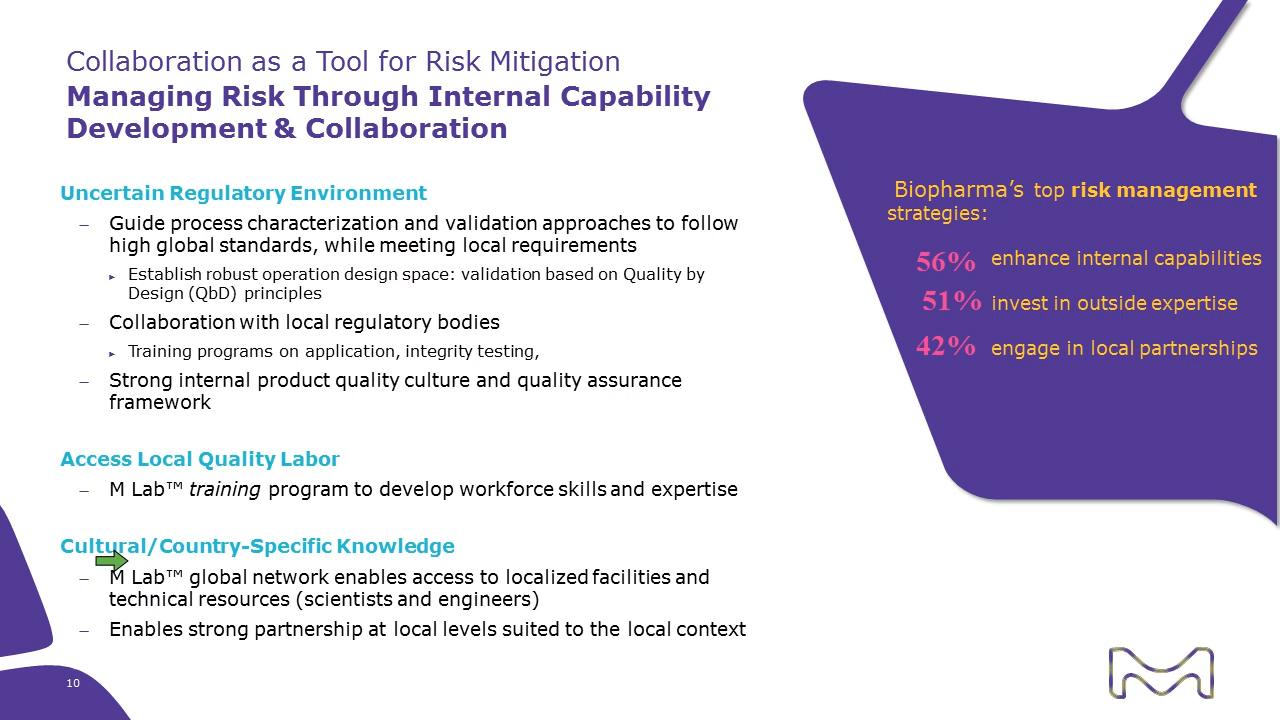 Collaboration as a Tool for Risk Mitigation
Managing Risk Through Internal Capability
Development & Collaboration
Uncertain Regulatory Environment
– Guide process characterization and validation approaches to follow
high global standards, while meeting local requirements
► Establish robust operation design space: validation based on Quality by
Design (QbD) principles
– Collaboration with local regulatory bodies
► Training programs on application, integrity testing,
– Strong internal product quality culture and quality assurance
framework
Access Local Quality Labor
– M Lab™ training program to develop workforce skills and expertise
Cultural/Country-Specific Knowledge
– M Lab™ global network enables access to localized facilities and
technical resources (scientists and engineers)
– Enables strong partnership at local levels suited to the local context
Biopharma’s top risk management
strategies:
56% enhance internal capabilities
51% invest in outside expertise
42% engage in local partnerships
10
M